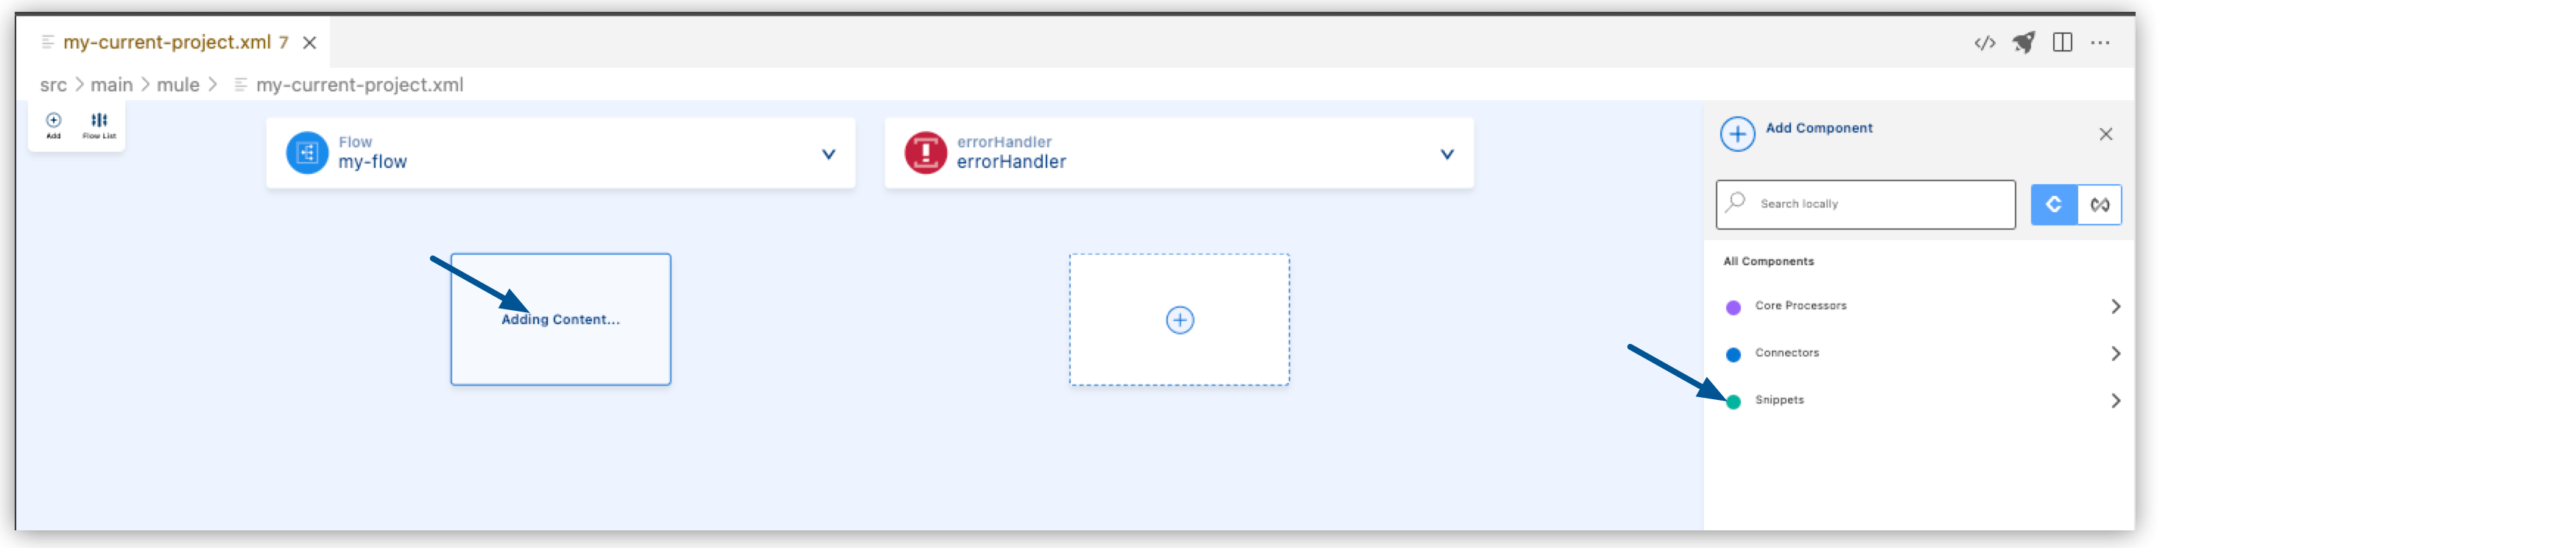 my-current-project.xml 7
src > main > mule > my-current-project.xml
Add
Flow List
Flow
my-flow
errorHandler
errorHandler
Adding Content...
Add Component
Search locally
All Components
Core Processors
Connectors
Snippets